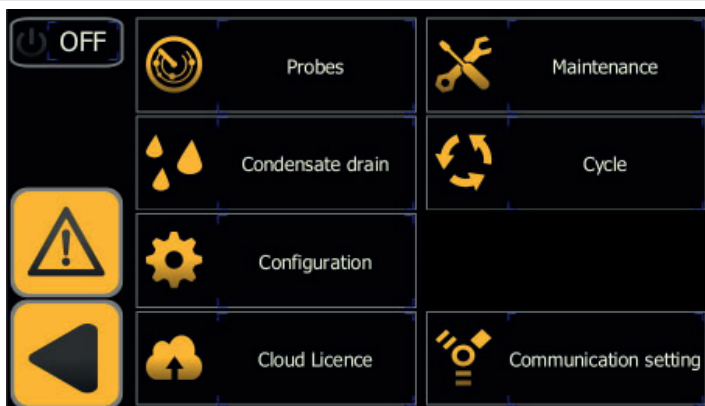 OFF
Probes
Maintenance
Condensate drain
Cycle
Configuration
Cloud Licence
Communication setting